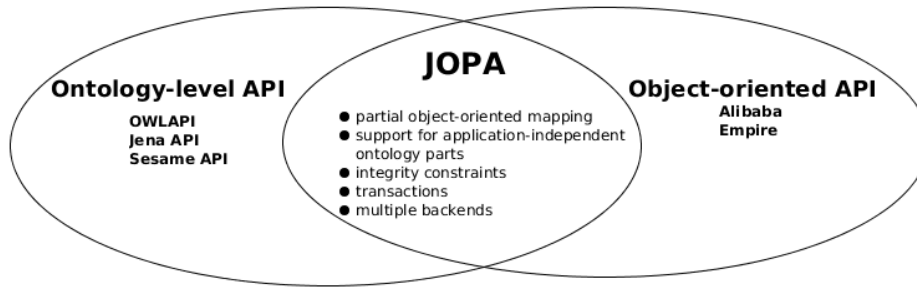 JOPA
Ontology-level API
OWLAPI
Jena API
Sesame API
● partial object-oriented mapping
● support for application-independent
ontology parts
● integrity constraints
● transactions
● multiple backends
Object-oriented API
Alibaba
Empire